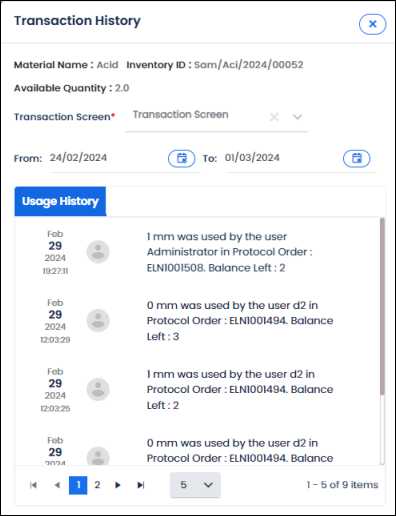 Transaction History
Material Name : Acid Inventory ID : Sam/Aci/2024/00052
Available Quantity : 2.0
Transaction Screen* Transaction Screen
From: 24/02/2024 To: 01/03/2024
Usage History
Feb
29
2024
19:27:11
1 mm was used by the user
Administrator in Protocol Order :
ELN1001508. Balance Left : 2
Feb
29
2024
12:03:29
0 mm was used by the user d2 in
Protocol Order : ELN1001494. Balance
Left : 3
Feb
29
2024
12:03:25
1 mm was used by the user d2 in
Protocol Order : ELN1001494. Balance
Left : 2
Feb
29
2024
0 mm was used by the user d2 in
Protocol Order : ELN1001494. Balance
1 2 5 1 - 5 of 9 items